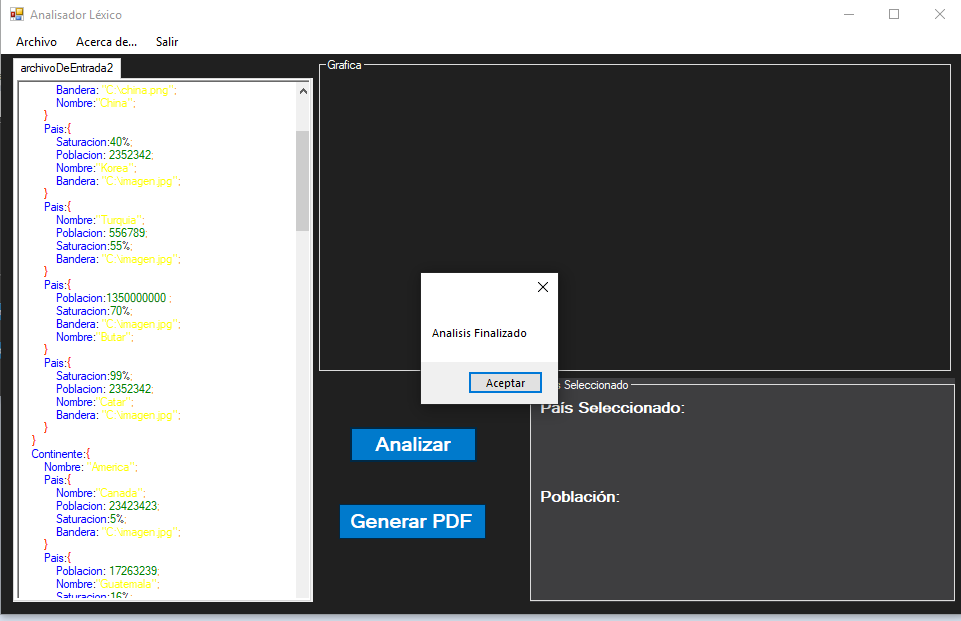 Analisador Léxico
Archivo Acerca de... Salir
archivoDeEntrada2
Bandera: "C:\china.png";
Nombre:"China";
}
Pais:{
Saturacion:40%;
Poblacion: 2352342;
Nombre:"Korea";
Bandera: "C:\imagen.jpg";
}
Pais:{
Nombre:"Turquia";
Poblacion: 556789;
Saturacion:55%;
Bandera: "C:\imagen.jpg";
}
Pais:{
Poblacion:1350000000 ;
Saturacion:70%;
Bandera: "C:\imagen.jpg";
Nombre:"Butar";
}
Pais:{
Saturacion:99%;
Poblacion: 2352342;
Nombre:"Catar";
Bandera: "C:\imagen.jpg";
}
}
Continente:{
Nombre: "America";
Pais:{
Nombre:"Canada";
Poblacion: 23423423;
Saturacion:5%;
Bandera: "C:\imagen.jpg";
}
Pais:{
Poblacion: 17263239;
Nombre:"Guatemala";
Saturacion:16%;
Grafica
Analisis Finalizado
Aceptar
Analizar
Generar PDF
Seleccionado
País Seleccionado:
Población: